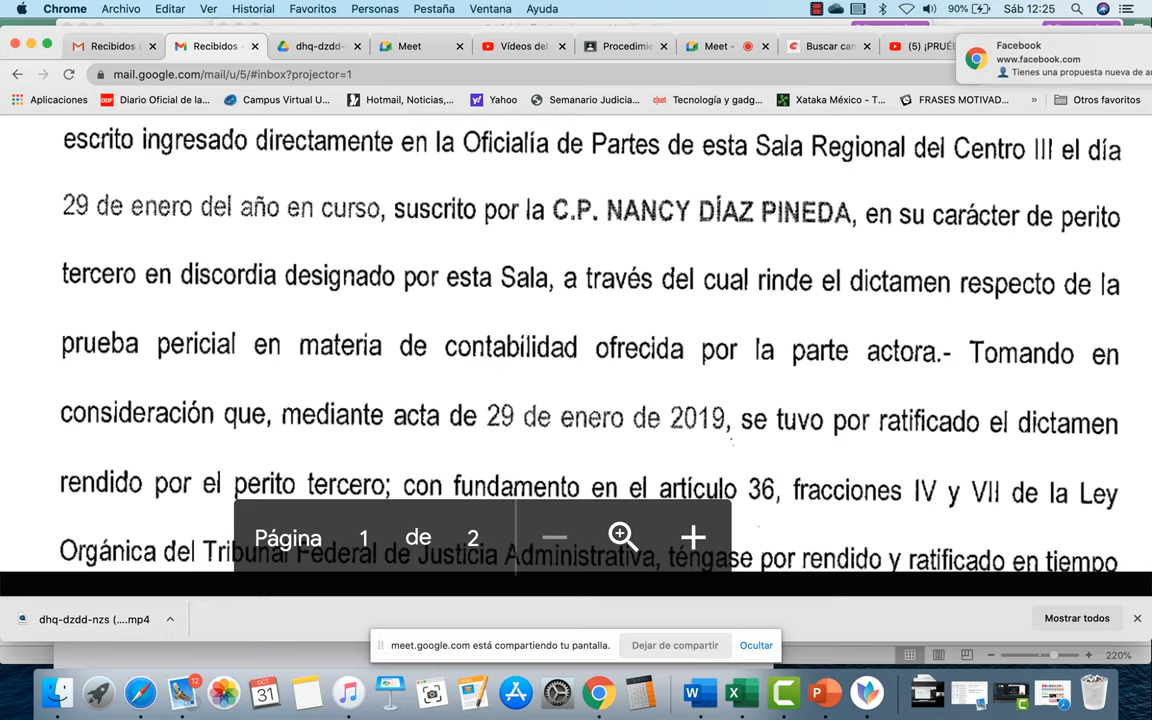 Chrome Archivo Editar Ver Historial Favoritos Personas Pestaña Ventana Ayuda 90% Sáb 12:25
Recibidos Recibidos - dhq-dzdd- Meet Vídeos del Procedimie Meet - Buscar can (5) ¡PRUÉ
Facebook
www.facebook.com
Tienes una propuesta nueva de
mail.google.com/mail/u/5/#inbox?projector=1
Aplicaciones Diario Oficial de la... Campus Virtual U... Hotmail, Noticias,... Yahoo Semanario Judicia... Tecnología y gadg... Xataka México - T... FRASES MOTIVAD... » Otros favoritos
escrito ingresado directamente en la Oficialía de Partes de esta Sala Regional del Centro III el día
29 de enero del año en curso, suscrito por la C.P. NANCY DÍAZ PINEDA, en su carácter de perito
tercero en discordia designado por esta Sala, a través del cual rinde el dictamen respecto de la
prueba pericial en materia de contabilidad ofrecida por la parte actora.- Tomando en
consideración que, mediante acta de 29 de enero de 2019, se tuvo por ratificado el dictamen
rendido por el perito tercero; con fundamento en el artículo 36, fracciones IV y VII de la Ley
Orgánica del Tribunal Federal de Justicia Administrativa, téngase por rendido y ratificado en tiempo
Página 1 de 2
dhq-dzdd-nzs (....mp4 Mostrar todos
meet.google.com está compartiendo tu pantalla. Dejar de compartir Ocultar
220%
12 OCT 31